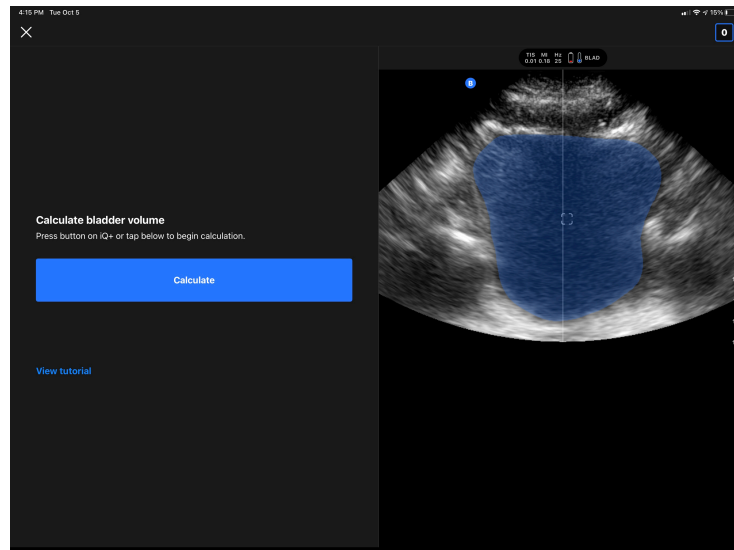 4:15 PM Tue Oct 5
15%
0
TIS MI Hz
0.01 0.18 25
BLAD
B
Calculate bladder volume
Press button on iQ+ or tap below to begin calculation.
Calculate
View tutorial